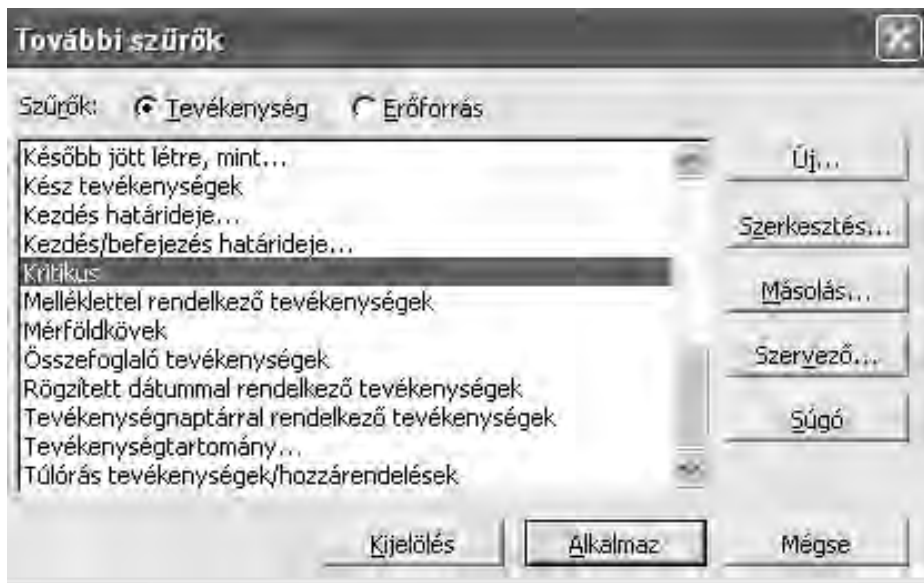 További szűrők
Szűrők: Tevékenység Erőforrás
Később jött létre, mint...
Kész tevékenységek
Kezdés határideje...
Kezdés/befejezés határideje...
Kritikus
Melléklettel rendelkező tevékenységek
Mérföldkövek
Összefoglaló tevékenységek
Rögzített dátummal rendelkező tevékenységek
Tevékenységnaptárral rendelkező tevékenységek
Tevékenységtartomány...
Túlórás tevékenységek/hozzárendelések
Új...
Szerkesztés...
Másolás...
Szervező...
Súgó
Kijelölés Alkalmaz Mégse